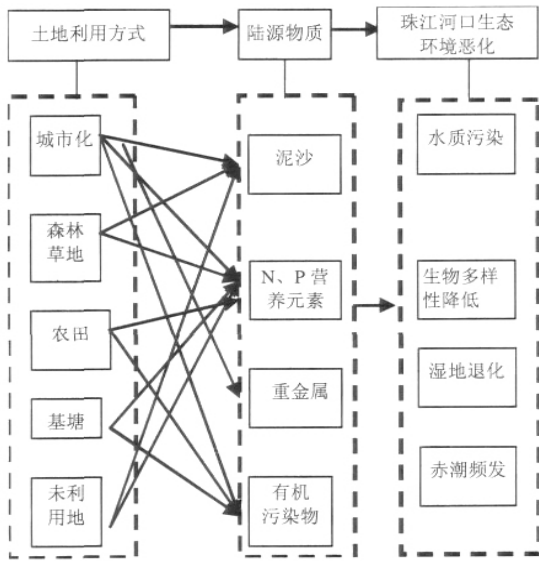 土地利用方式
陆源物质
珠江河口生态
环境恶化
城市化
森林
草地
农田
基塘
未利
用地
泥沙
N、P营
养元素
重金属
有机
污染物
水质污染
生物多样
性降低
湿地退化
赤潮频发